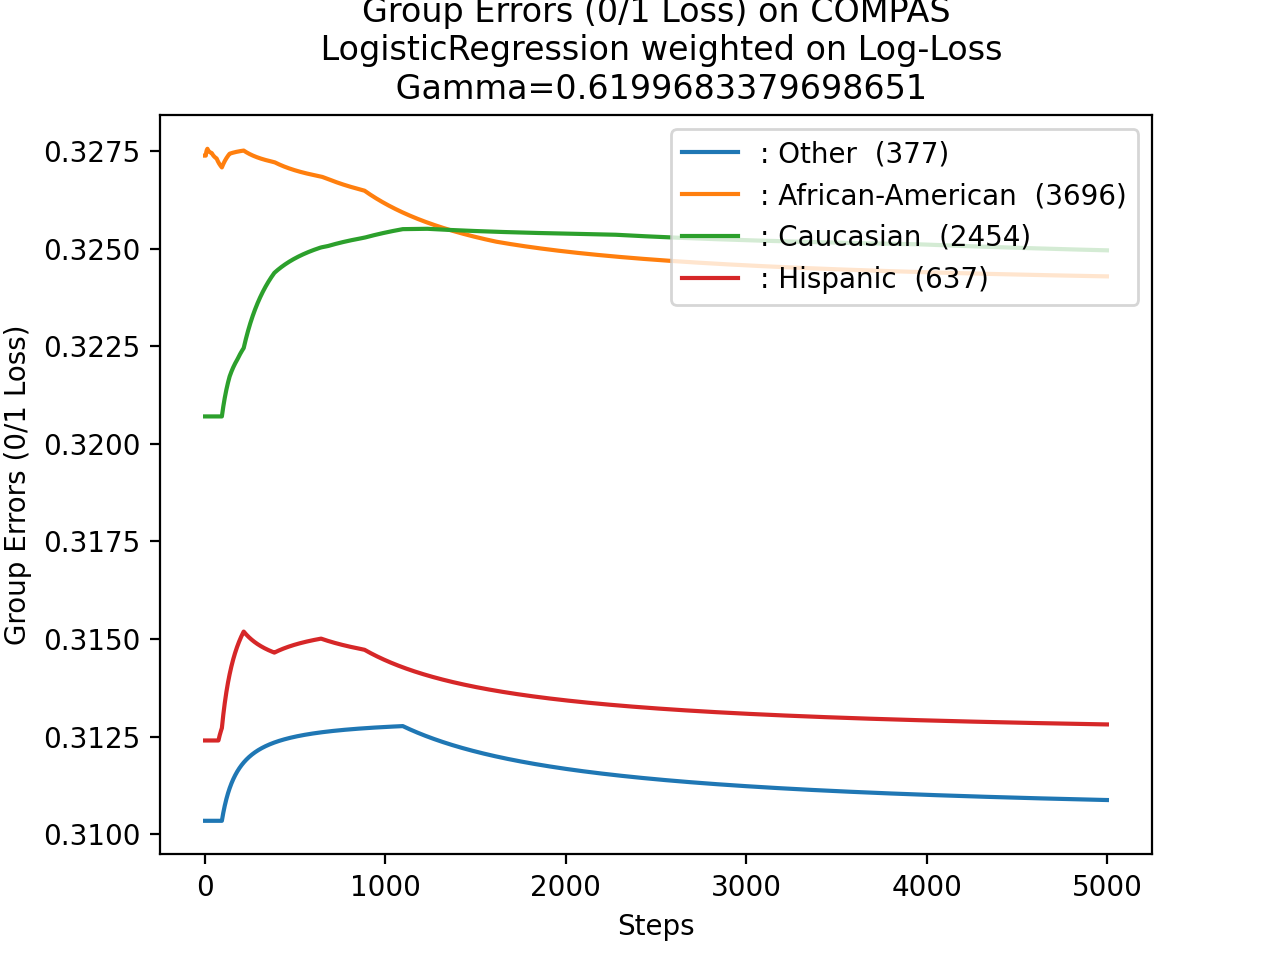 Group Errors (0/1 Loss) on COMPAS
LogisticRegression weighted on Log-Loss
Gamma=0.6199683379698651
: Other (377)
: African-American (3696)
: Caucasian (2454)
: Hispanic (637)
Group Errors (0/1 Loss)
0.3275
0.3250
0.3225
0.3200
0.3175
0.3150
0.3125
0.3100
0 1000 2000 3000 4000 5000
Steps